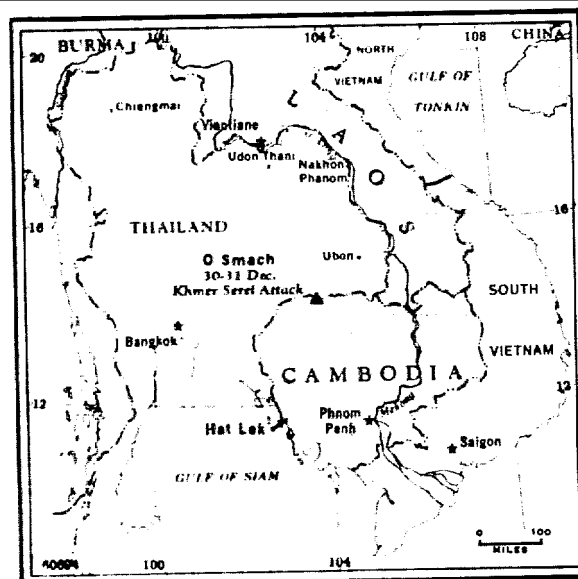 100 104 108
BURMA
CHINA
20
NORTH
VIETNAM
GULF OF
TONKIN
Chiengmai
LAOS
Vientiane
Udon Thani
Nakhon
Phanom
16 16
THAILAND
O Smach
30-31 Dec.
Khmer Serei Attack
Ubon
SOUTH
VIETNAM
Bangkok
CAMBODIA
12 12
Hat Lek
Phnom
Penh
Mekong
Saigon
GULF OF SIAM
0 100
MILES
100 104